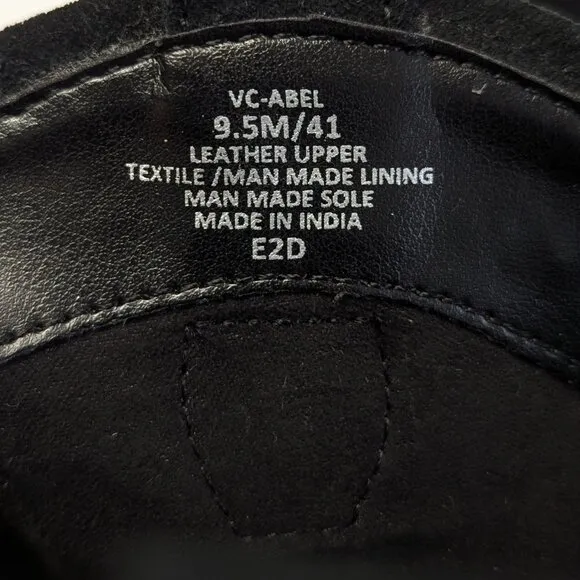 VC-ABEL
9.5M/41
LEATHER UPPER
TEXTILE /MAN MADE LINING
MAN MADE SOLE
MADE IN INDIA
E2D